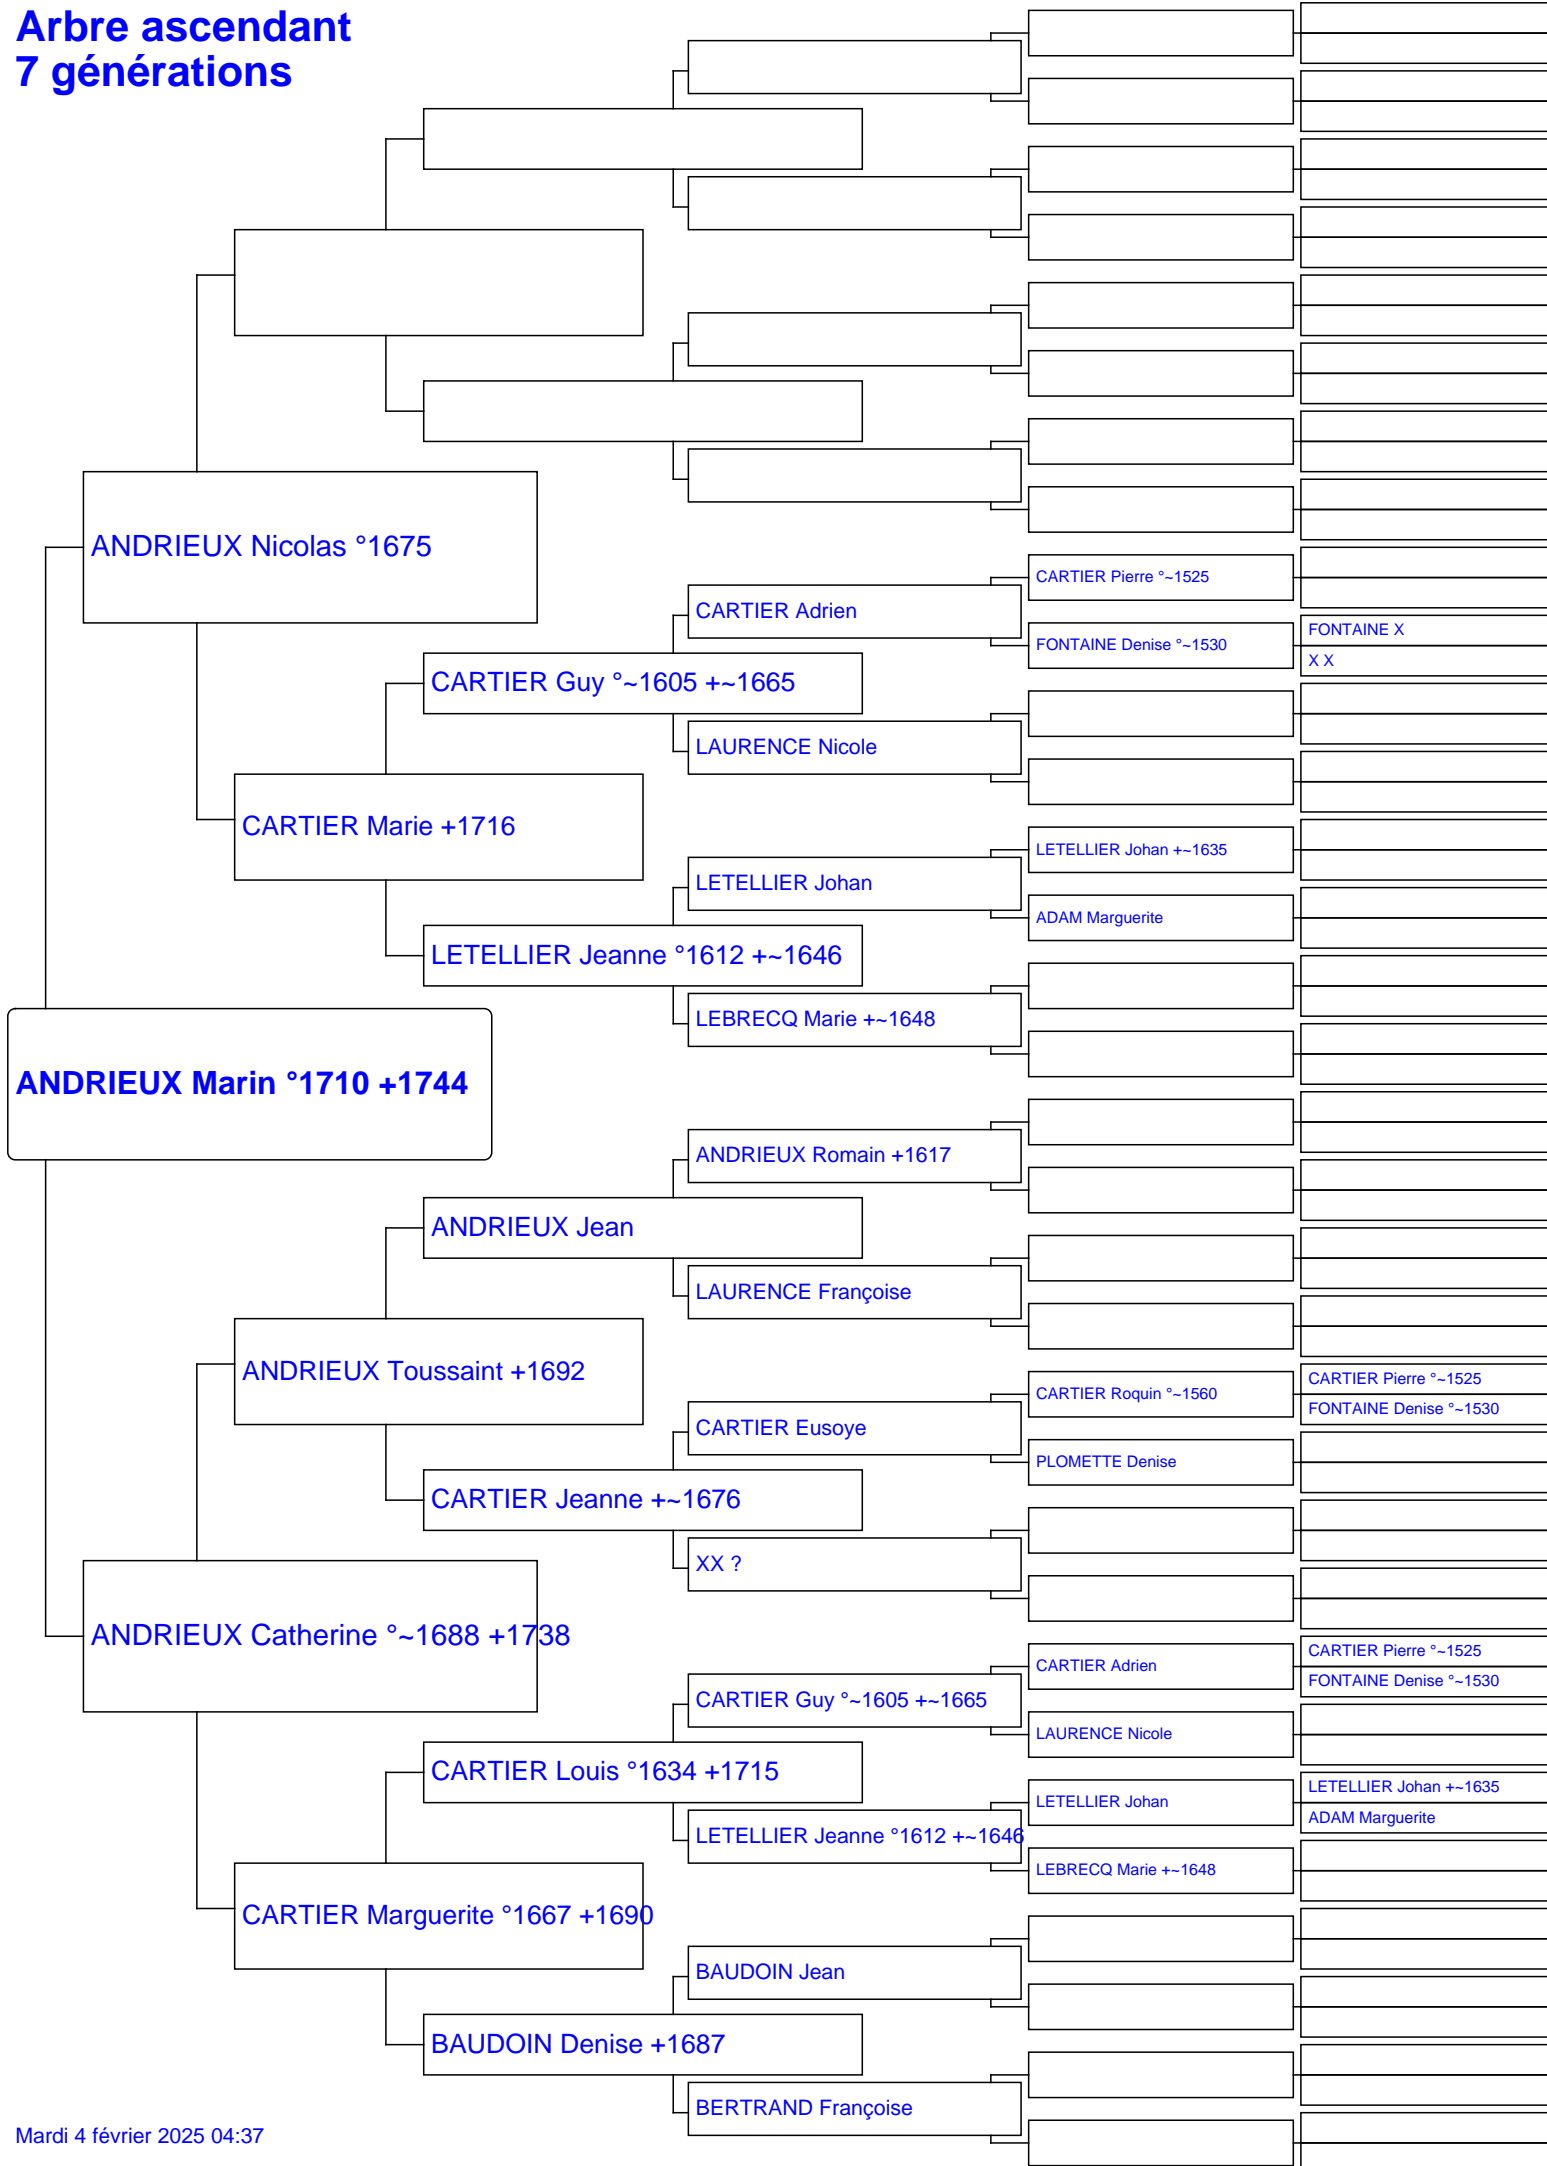 Arbre ascendant
7 générations
ANDRIEUX Nicolas °1675
CARTIER Pierre °~1525
CARTIER Adrien
FONTAINE X
FONTAINE Denise °~1530
X X
CARTIER Guy °~1605 +~1665
LAURENCE Nicole
CARTIER Marie +1716
LETELLIER Johan +~1635
LETELLIER Johan
ADAM Marguerite
LETELLIER Jeanne °1612 +~1646
LEBRECQ Marie +~1648
ANDRIEUX Marin °1710 +1744
ANDRIEUX Romain +1617
ANDRIEUX Jean
LAURENCE Françoise
ANDRIEUX Toussaint +1692
CARTIER Pierre °~1525
CARTIER Roquin °~1560
FONTAINE Denise °~1530
CARTIER Eusoye
PLOMETTE Denise
CARTIER Jeanne +~1676
XX ?
ANDRIEUX Catherine °~1688 +1738
CARTIER Pierre °~1525
CARTIER Adrien
FONTAINE Denise °~1530
CARTIER Guy °~1605 +~1665
LAURENCE Nicole
CARTIER Louis °1634 +1715
LETELLIER Johan +~1635
LETELLIER Johan
ADAM Marguerite
LETELLIER Jeanne °1612 +~1646
LEBRECQ Marie +~1648
CARTIER Marguerite °1667 +1690
BAUDOIN Jean
BAUDOIN Denise +1687
BERTRAND Françoise
Mardi 4 février 2025 04:37